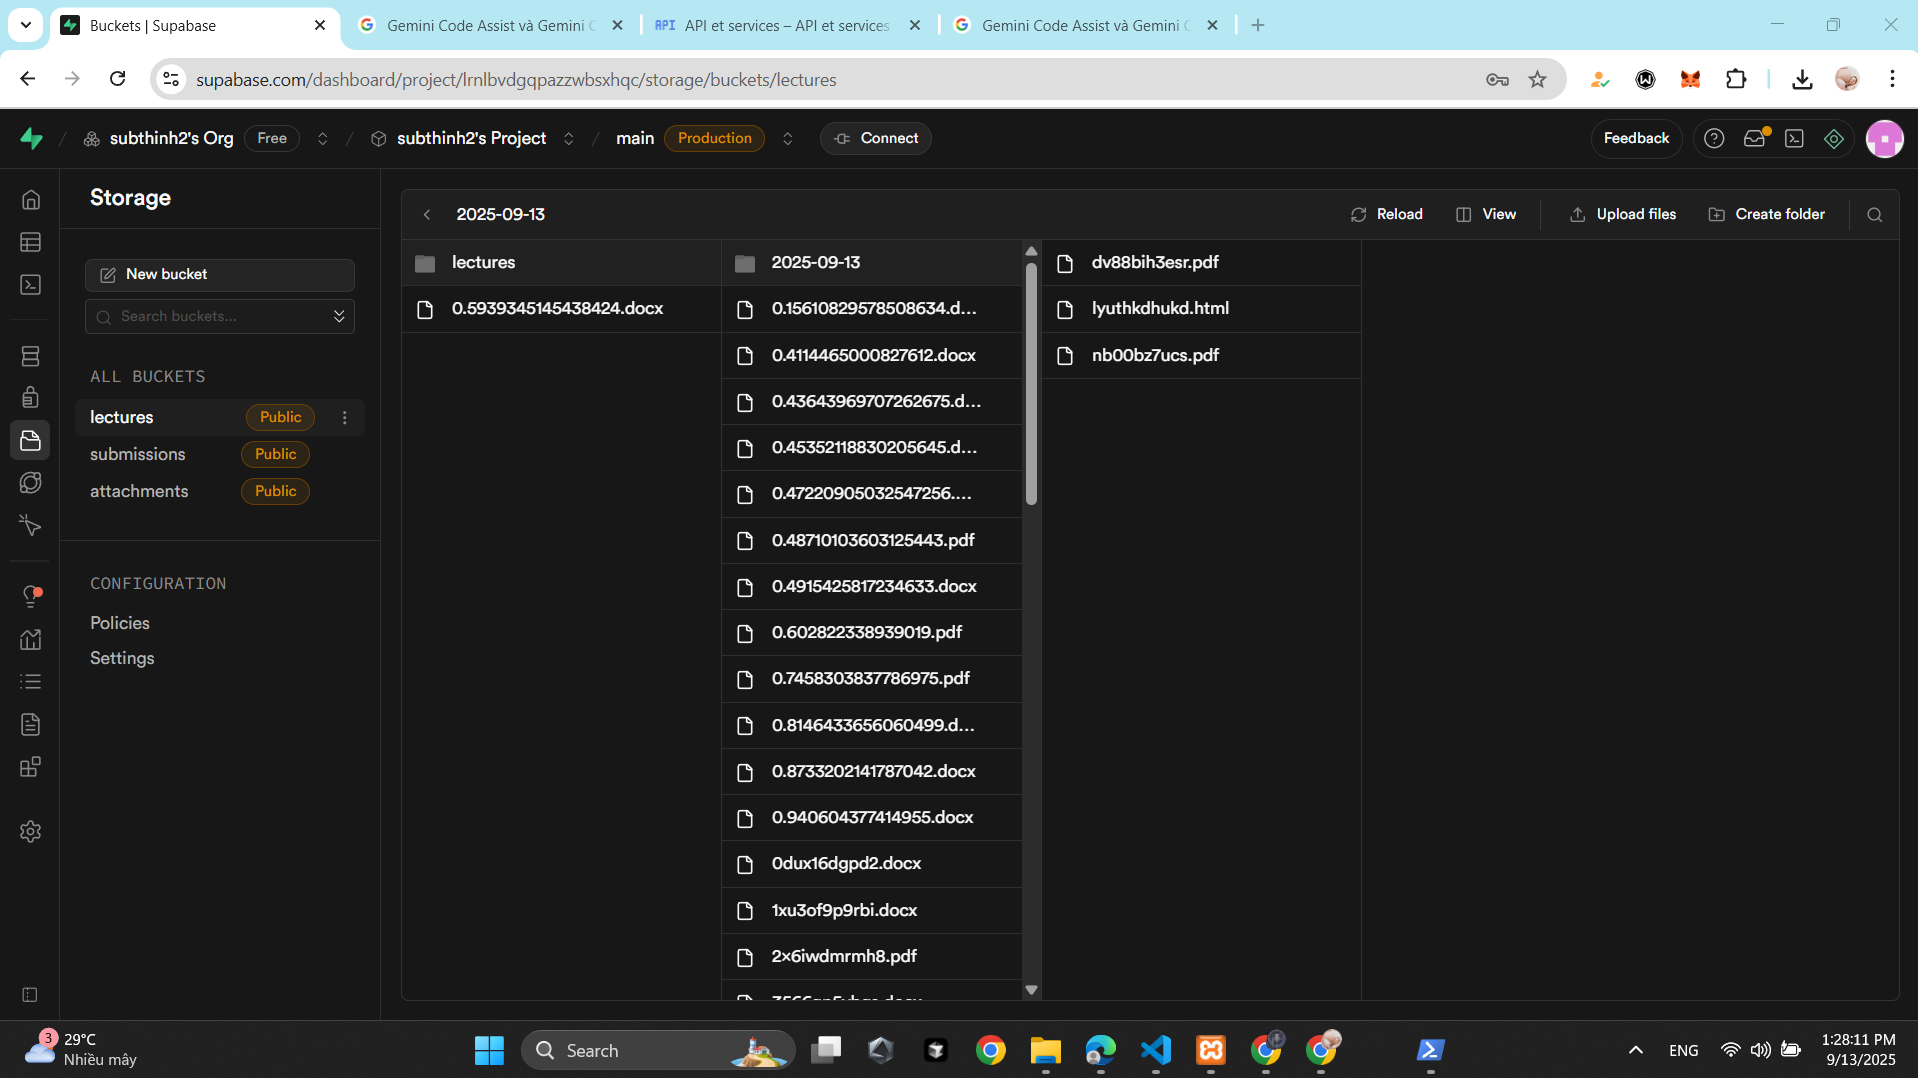 Buckets | Supabase
Gemini Code Assist và Gemini C
API API et services – API et services
Gemini Code Assist và Gemini C
supabase.com/dashboard/project/lrnlbvdgqpazzwbsxhqc/storage/buckets/lectures
subthinh2's Org Free
subthinh2's Project
main Production
Connect
Feedback
Storage
New bucket
Search buckets...
ALL BUCKETS
lectures Public
submissions Public
attachments Public
CONFIGURATION
Policies
Settings
2025-09-13
Reload
View
Upload files
Create folder
lectures
0.5939345145438424.docx
2025-09-13
0.15610829578508634.d...
0.4114465000827612.docx
0.43643969707262675.d...
0.45352118830205645.d...
0.47220905032547256....
0.48710103603125443.pdf
0.4915425817234633.docx
0.602822338939019.pdf
0.7458303837786975.pdf
0.8146433656060499.d...
0.8733202141787042.docx
0.940604377414955.docx
0dux16dgpd2.docx
1xu3of9p9rbi.docx
2x6iwdmrmh8.pdf
dv88bih3esr.pdf
lyuthkdhukd.html
nb00bz7ucs.pdf
3
29°C
Nhiều mây
Search
ENG
1:28:11 PM
9/13/2025